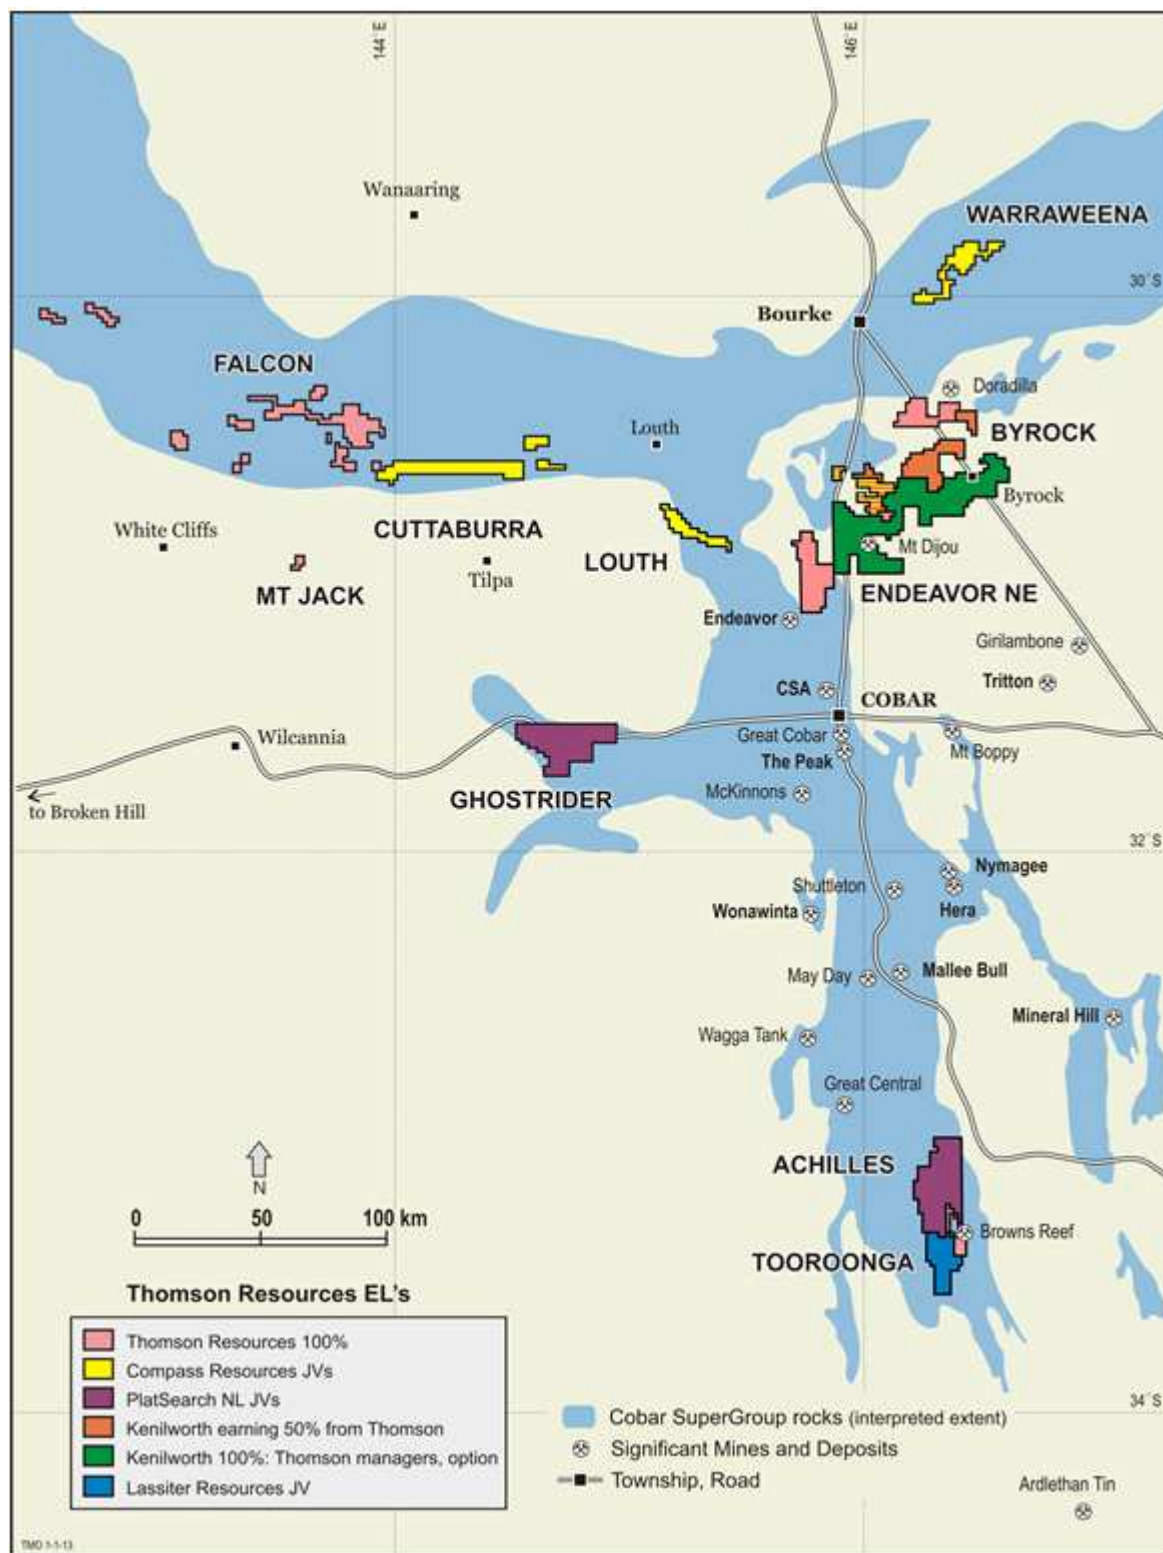 144° E
146° E
Wanaaring
WARRAWEENA
30° S
Bourke
FALCON
Doradilla
Louth
BYROCK
Byrock
White Cliffs
CUTTABURRA
Mt Dijou
Tilpa
LOUTH
MT JACK
ENDEAVOR NE
Endeavor
Girilambone
CSA
Tritton
COBAR
Wilcannia
Great Cobar
Mt Boppy
The Peak
GHOSTRIDER
McKinnons
to Broken Hill
32° S
Nymagee
Shuttleton
Wonawinta
Hera
May Day
Mallee Bull
Mineral Hill
Wagga Tank
Great Central
ACHILLES
N
0 50 100 km
Browns Reef
TOOROONGA
Thomson Resources EL's
Thomson Resources 100%
Compass Resources JVs
PlatSearch NL JVs
Kenilworth earning 50% from Thomson
Kenilworth 100%: Thomson managers, option
Lassiter Resources JV
34° S
Cobar SuperGroup rocks (interpreted extent)
Significant Mines and Deposits
Township, Road
Ardlethan Tin
TMO 1-1-13